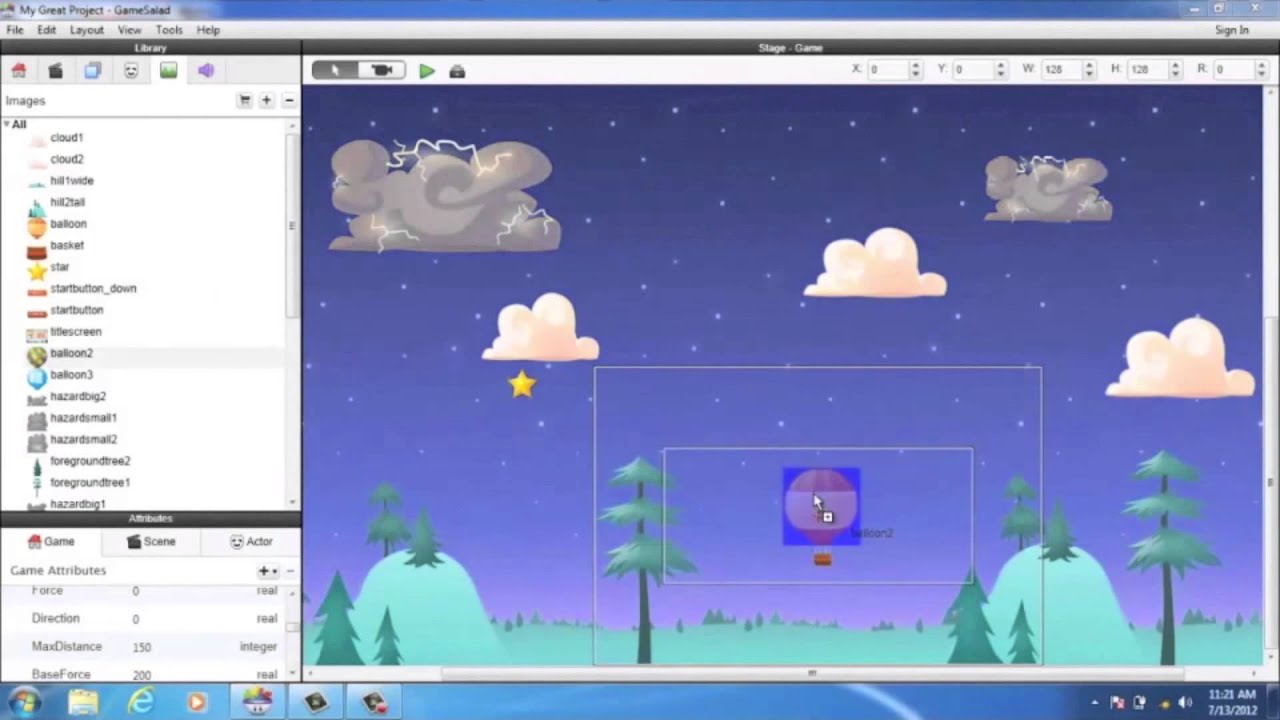 My Great Project - GameSalad
File Edit Layout View Tools Help Sign In
Library
Stage - Game
X: 0 Y: 0 W: 128 H: 128 R: 0
Images
All
cloud1
cloud2
hill1wide
hill2tall
balloon
basket
star
startbutton_down
startbutton
titlescreen
balloon2
balloon3
hazardbig2
hazardsmall1
hazardsmall2
foregroundtree2
foregroundtree1
hazardbig1
balloon2
Attributes
Game Scene Actor
Game Attributes
Force 0 real
Direction 0 real
MaxDistance 150 integer
BaseForce 200 real
11:21 AM
7/13/2012